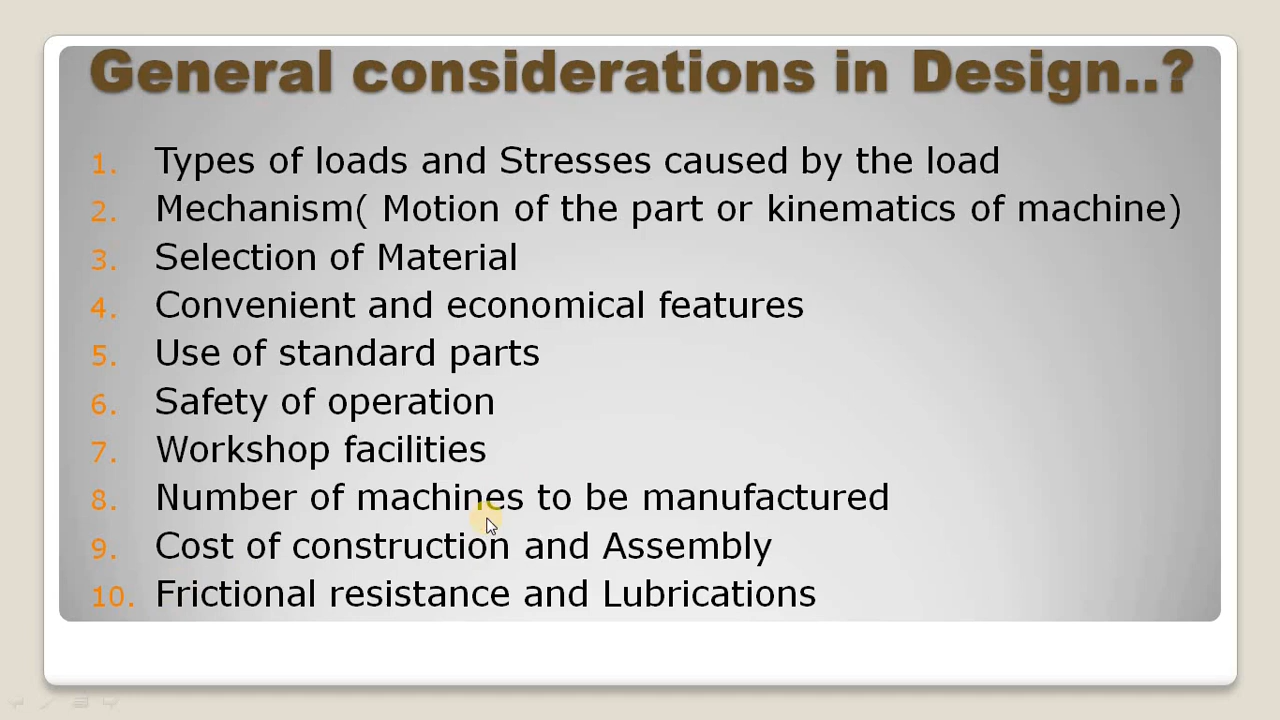 General considerations in Design..?
1. Types of loads and Stresses caused by the load
2. Mechanism( Motion of the part or kinematics of machine)
3. Selection of Material
4. Convenient and economical features
5. Use of standard parts
6. Safety of operation
7. Workshop facilities
8. Number of machines to be manufactured
9. Cost of construction and Assembly
10. Frictional resistance and Lubrications